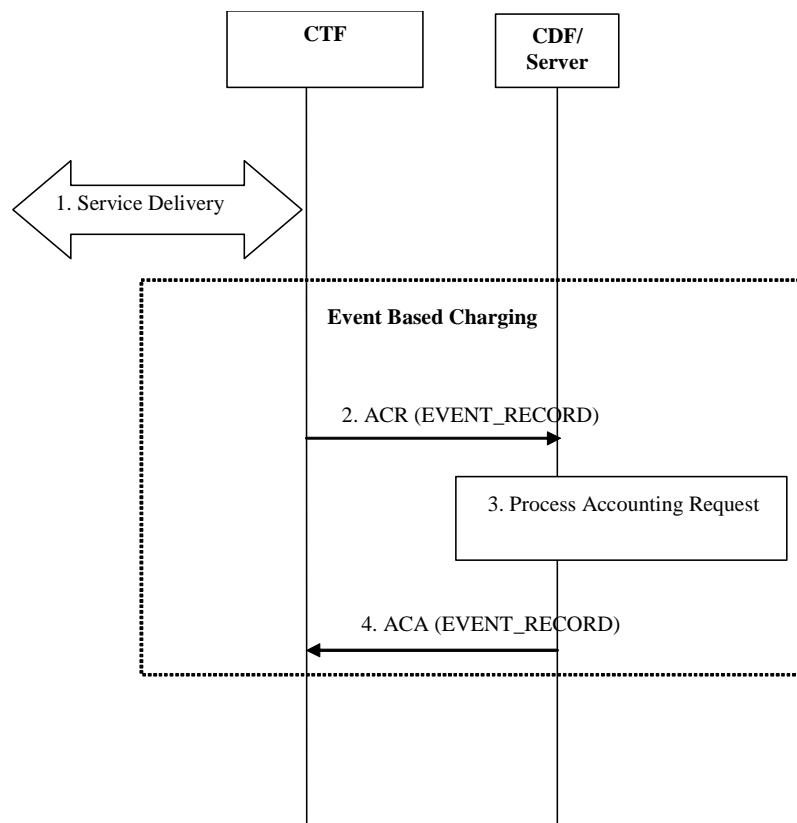 CTF
CDF/
Server
1. Service Delivery
Event Based Charging
2. ACR (EVENT_RECORD)
3. Process Accounting Request
4. ACA (EVENT_RECORD)